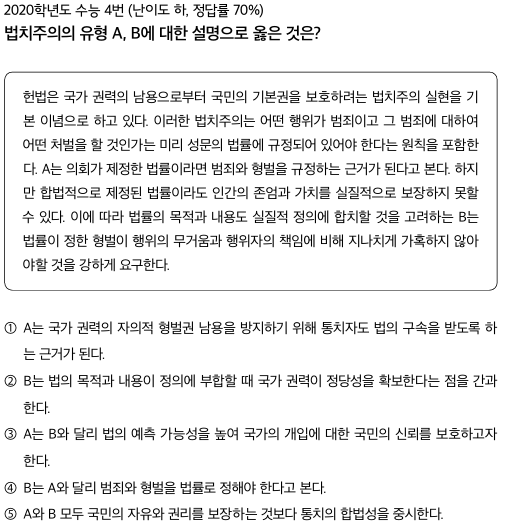 2020학년도 수능 4번 (난이도 하, 정답률 70%)
법치주의의 유형 A, B에 대한 설명으로 옳은 것은?
헌법은 국가 권력의 남용으로부터 국민의 기본권을 보호하려는 법치주의 실현을 기
본 이념으로 하고 있다. 이러한 법치주의는 어떤 행위가 범죄이고 그 범죄에 대하여
어떤 처벌을 할 것인가는 미리 성문의 법률에 규정되어 있어야 한다는 원칙을 포함한
다. A는 의회가 제정한 법률이라면 범죄와 형벌을 규정하는 근거가 된다고 본다. 하지
만 합법적으로 제정된 법률이라도 인간의 존엄과 가치를 실질적으로 보장하지 못할
수 있다. 이에 따라 법률의 목적과 내용도 실질적 정의에 합치할 것을 고려하는 B는
법률이 정한 형벌이 행위의 무거움과 행위자의 책임에 비해 지나치게 가혹하지 않아
야할 것을 강하게 요구한다.
① A는 국가 권력의 자의적 형벌권 남용을 방지하기 위해 통치자도 법의 구속을 받도록 하
는 근거가 된다.
② B는 법의 목적과 내용이 정의에 부합할 때 국가 권력이 정당성을 확보한다는 점을 간과
한다.
③ A는 B와 달리 법의 예측 가능성을 높여 국가의 개입에 대한 국민의 신뢰를 보호하고자
한다.
④ B는 A와 달리 범죄와 형벌을 법률로 정해야 한다고 본다.
⑤ A와 B 모두 국민의 자유와 권리를 보장하는 것보다 통치의 합법성을 중시한다.